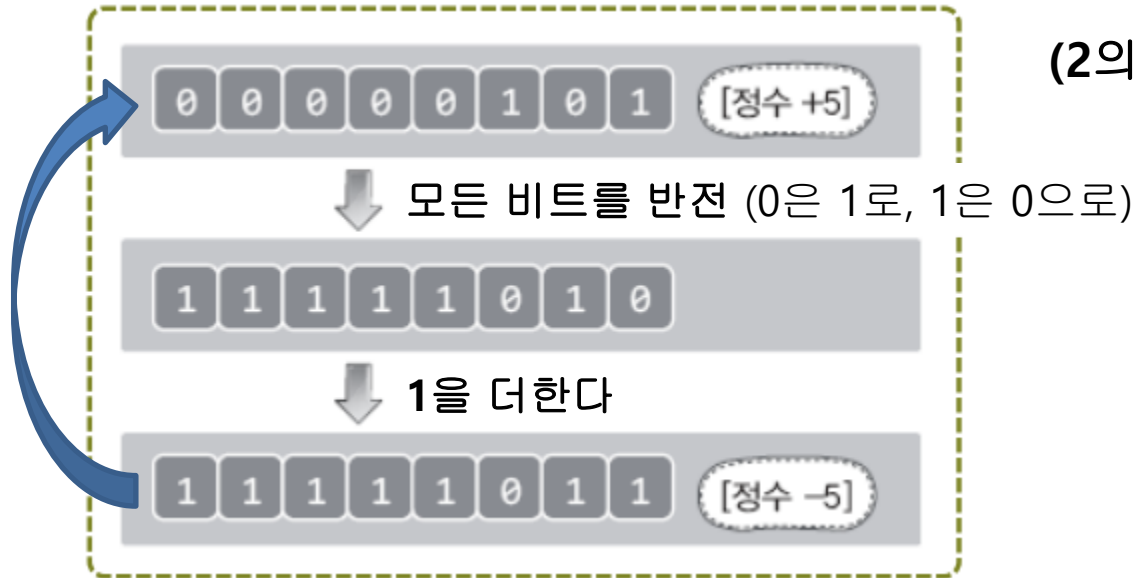 (2의
0 0 0 0 0 1 0 1 [정수 +5]
모든 비트를 반전 (0은 1로, 1은 0으로)
1 1 1 1 1 0 1 0
1을 더한다
1 1 1 1 1 0 1 1 [정수 –5]